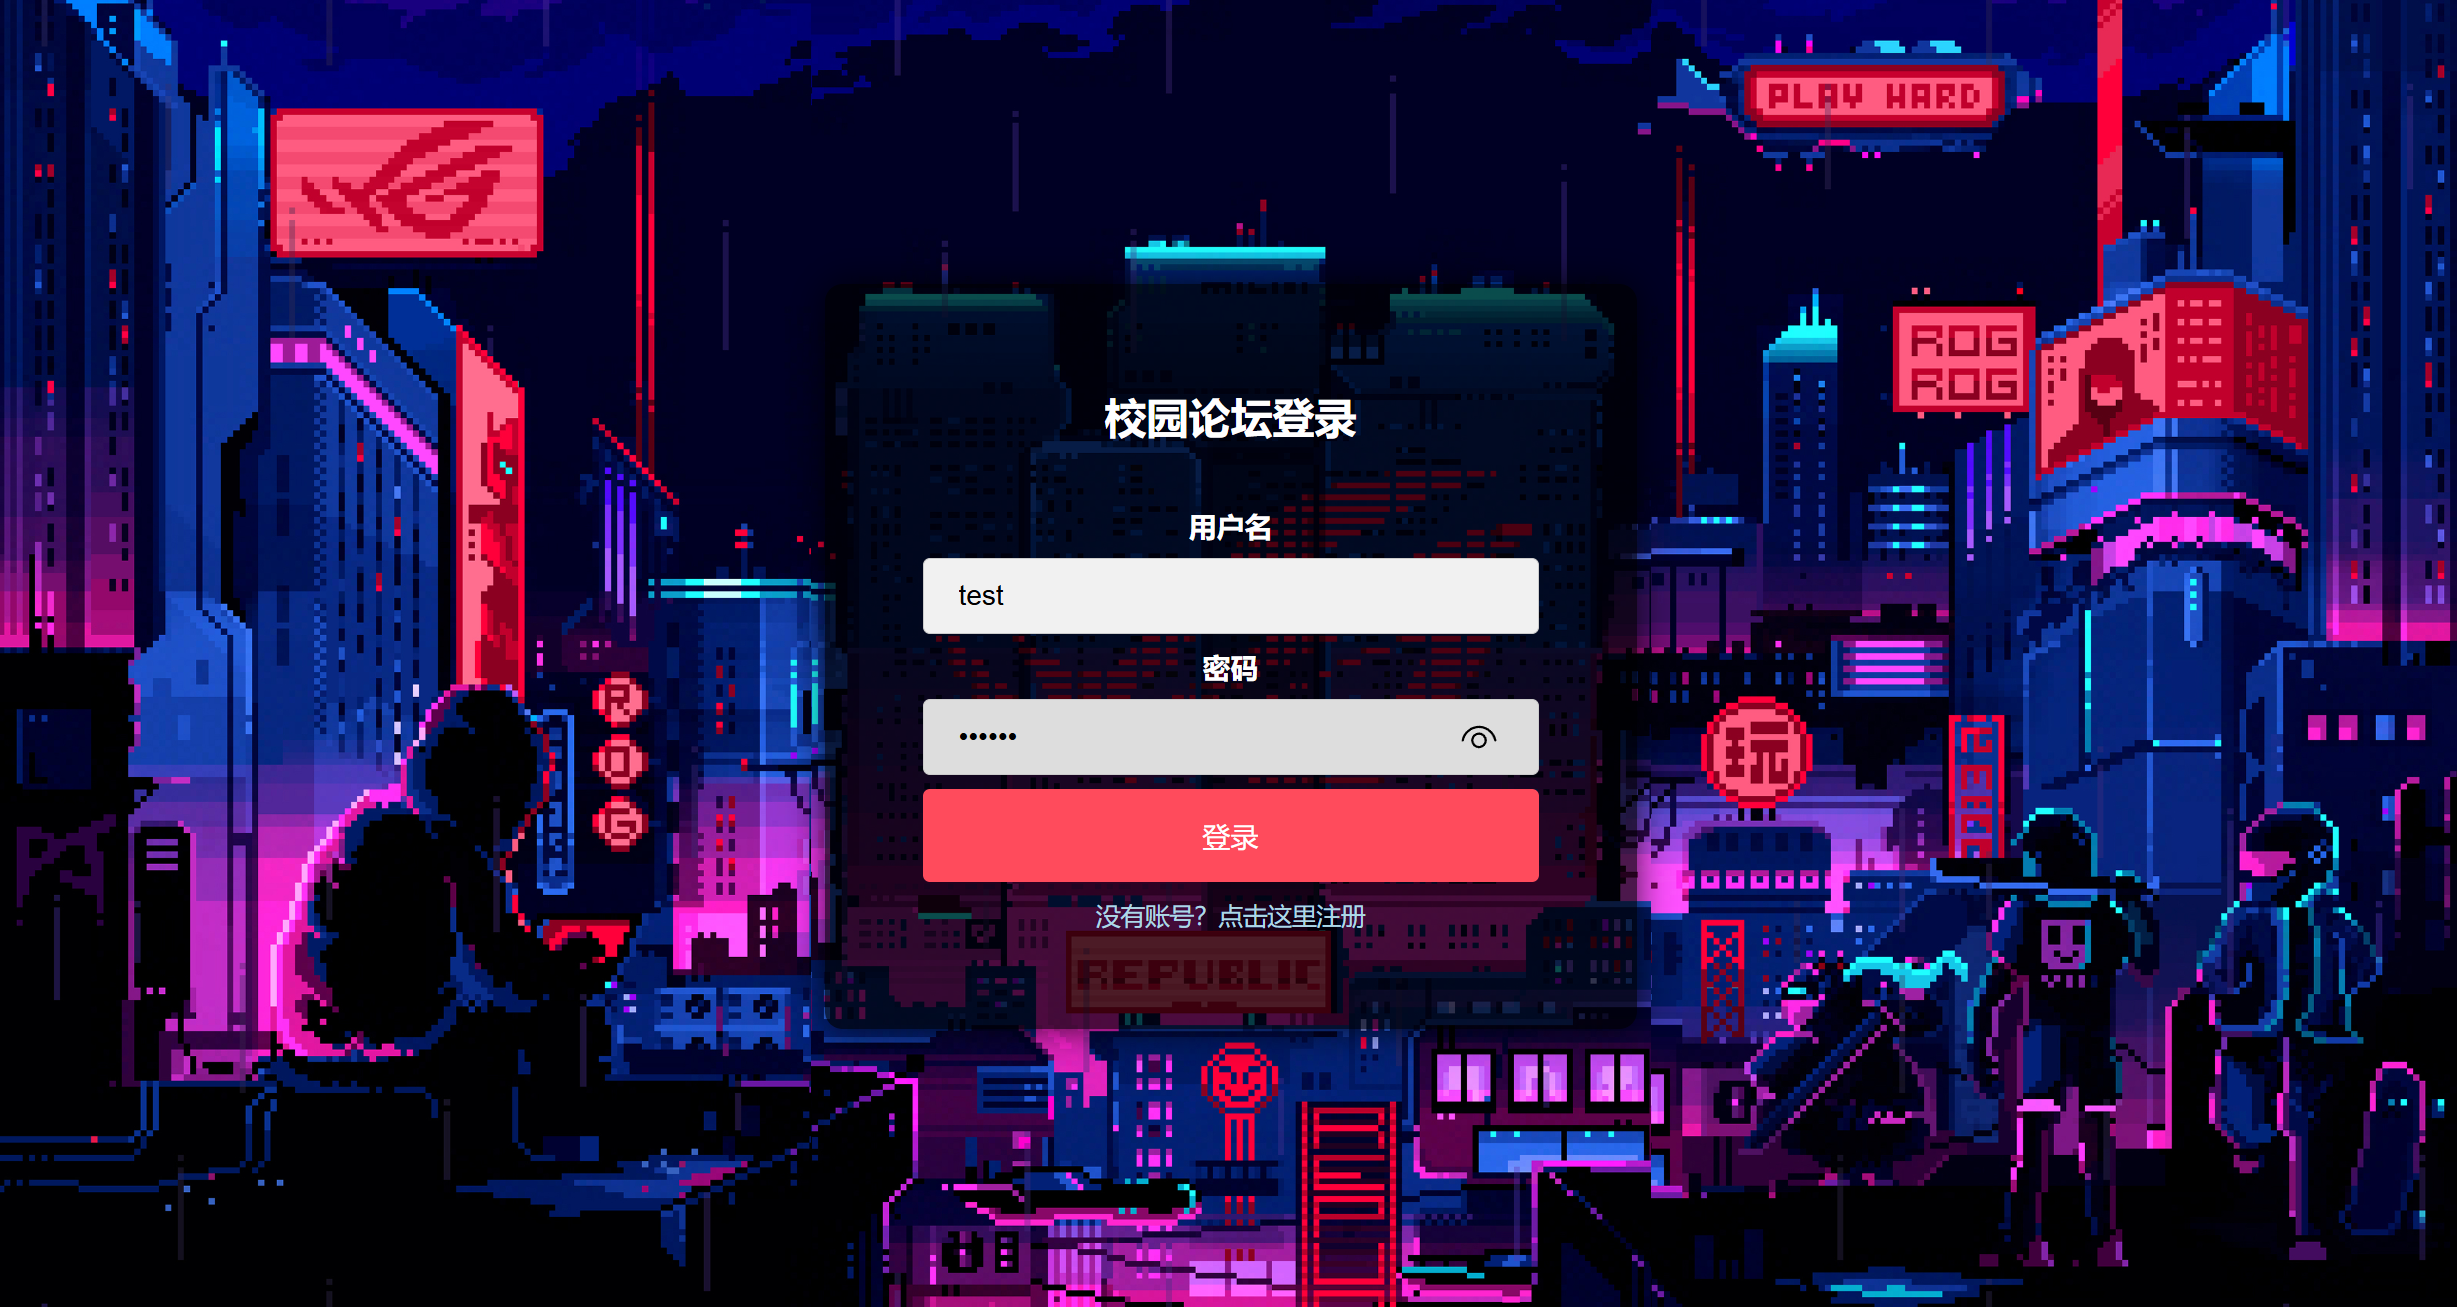 PLAY HARD
ROG
ROG
校园论坛登录
用户名
test
密码
••••••
R
O
G
玩
登录
没有账号？点击这里注册
REPUBLIC